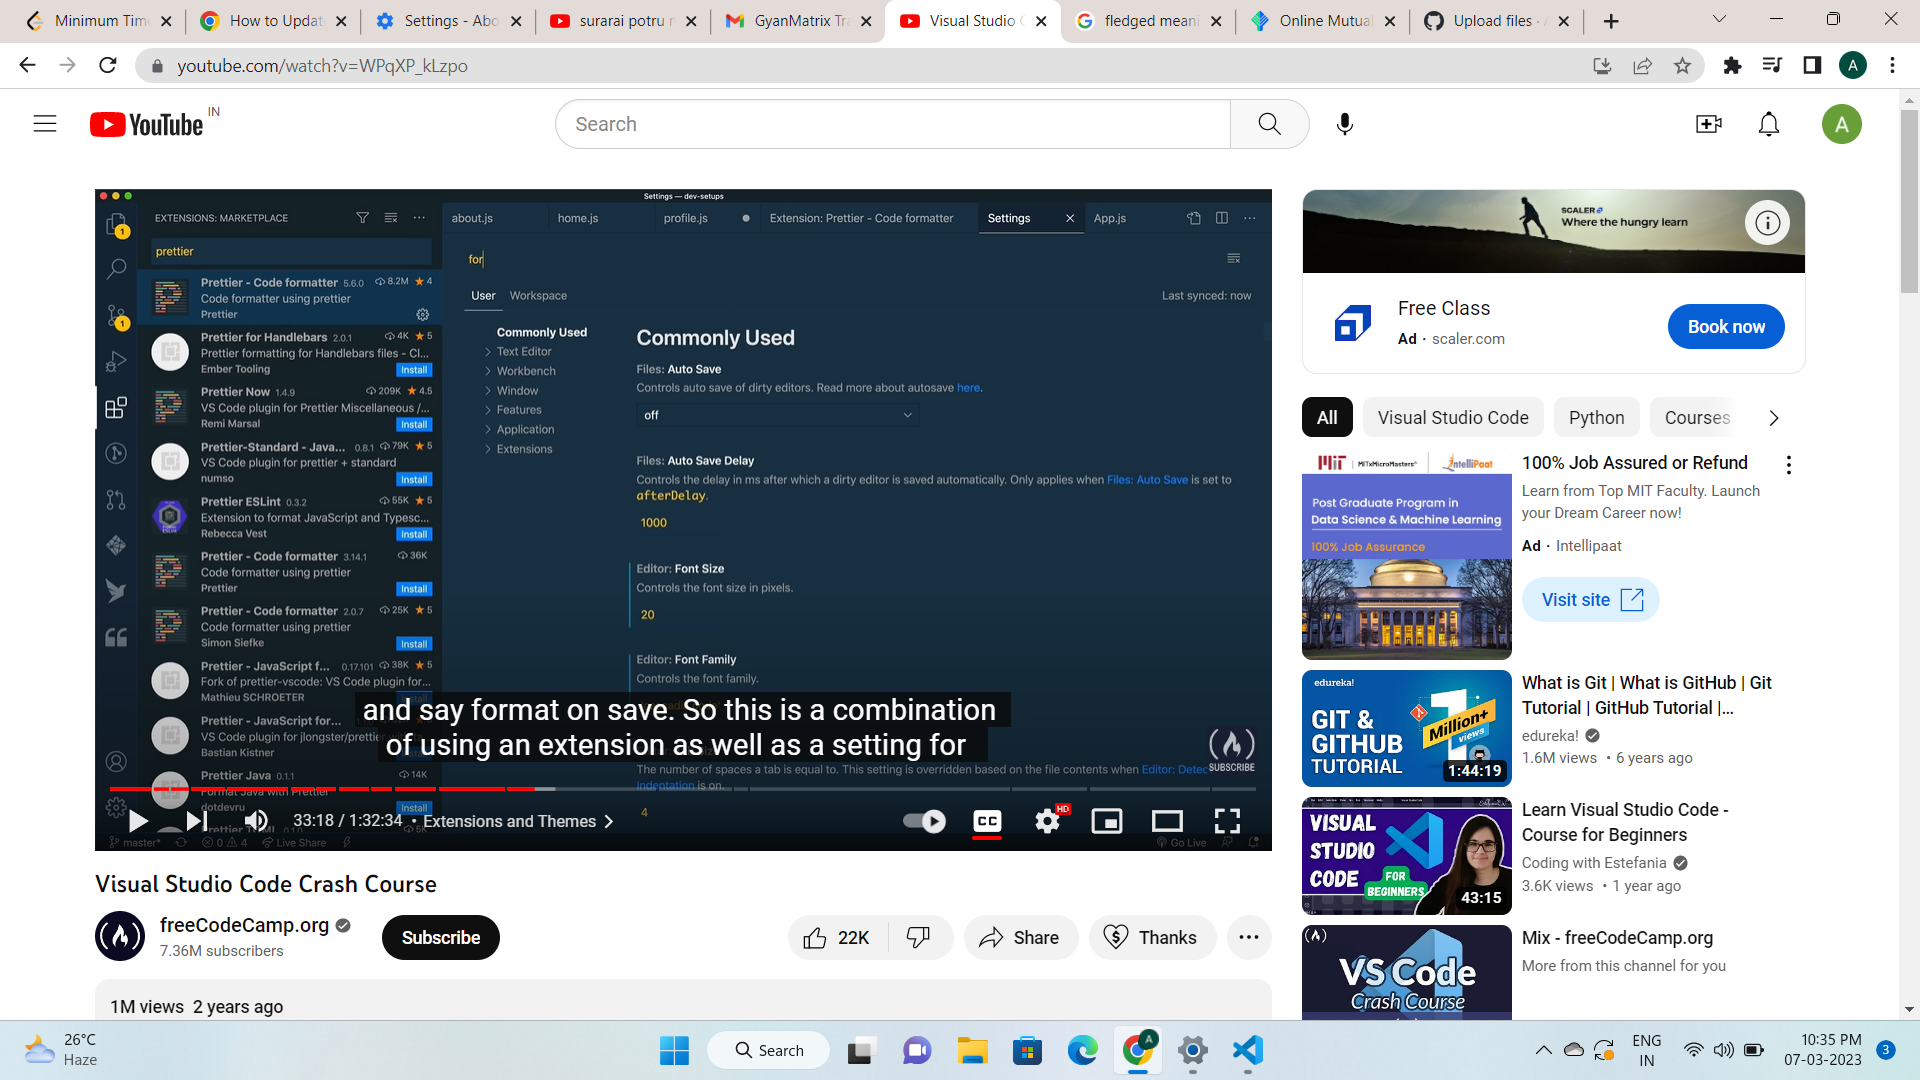 Minimum Tim
How to Updat
Settings - Abo
surarai potru r
GyanMatrix Tr
Visual Studio C
fledged meani
Online Mutual
Upload files ·
youtube.com/watch?v=WPqXP_kLzpo
A
YouTube IN
Search
A
Settings — dev-setups
EXTENSIONS: MARKETPLACE
prettier
Prettier - Code formatter 5.6.0 8.2M 4
Code formatter using prettier
Prettier
Prettier for Handlebars 2.0.1 4K 5
Prettier formatting for Handlebars files - Cl...
Ember Tooling Install
Prettier Now 1.4.9 209K 4.5
VS Code plugin for Prettier Miscellaneous /...
Remi Marsal Install
Prettier-Standard - Java... 0.8.1 79K 5
VS Code plugin for prettier + standard
numso Install
Prettier ESLint 0.3.2 55K 5
Extension to format JavaScript and Typesc...
Rebecca Vest Install
Prettier - Code formatter 3.14.1 36K
Code formatter using prettier
Prettier Install
Prettier - Code formatter 2.0.7 25K 5
Code formatter using prettier
Simon Siefke Install
Prettier - JavaScript f... 0.17.101 38K 5
Fork of prettier-vscode: VS Code plugin for...
Mathieu SCHROETER
Prettier - JavaScript for...
VS Code plugin for jlongster/prettier
Bastian Kistner
Prettier Java 0.1.1 14K
Format Java with Prettier
dotdevru Install
about.js home.js profile.js Extension: Prettier - Code formatter Settings App.js
for
User Workspace Last synced: now
Commonly Used
Text Editor
Workbench
Window
Features
Application
Extensions
Commonly Used
Files: Auto Save
Controls auto save of dirty editors. Read more about autosave here.
off
Files: Auto Save Delay
Controls the delay in ms after which a dirty editor is saved automatically. Only applies when Files: Auto Save is set to
afterDelay.
1000
Editor: Font Size
Controls the font size in pixels.
20
Editor: Font Family
Controls the font family.
and say format on save. So this is a combination
of using an extension as well as a setting for
SUBSCRIBE
The number of spaces a tab is equal to. This setting is overridden based on the file contents when Editor: Detec
Indentation is on.
4
33:18 / 1:32:34 • Extensions and Themes
CC
HD
master* 0 4 Live Share Go Live
Visual Studio Code Crash Course
freeCodeCamp.org
7.36M subscribers
Subscribe
22K
Share
Thanks
1M views 2 years ago
SCALER
Where the hungry learn
Free Class
Ad · scaler.com
Book now
All Visual Studio Code Python Courses
MITx MicroMasters Intellipaat
Post Graduate Program in
Data Science & Machine Learning
100% Job Assurance
100% Job Assured or Refund
Learn from Top MIT Faculty. Launch
your Dream Career now!
Ad · Intellipaat
Visit site
edureka!
GIT &
GITHUB
TUTORIAL
1 Million+
views
1:44:19
What is Git | What is GitHub | Git
Tutorial | GitHub Tutorial |...
edureka!
1.6M views • 6 years ago
VISUAL
STUDIO
CODE
FOR
BEGINNERS
43:15
Learn Visual Studio Code -
Course for Beginners
Coding with Estefania
3.6K views • 1 year ago
VS Code
Crash Course
Mix - freeCodeCamp.org
More from this channel for you
26°C
Haze
Search
A
ENG
IN
10:35 PM
07-03-2023
3